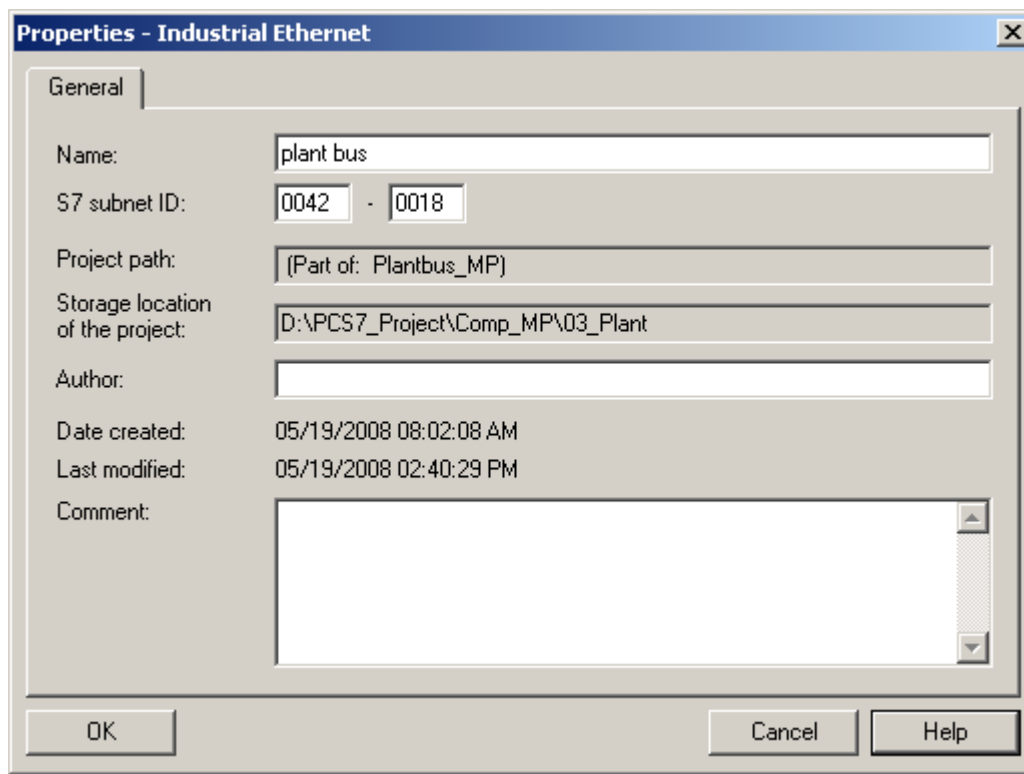 Properties - Industrial Ethernet
General
Name: plant bus
S7 subnet ID: 0042 - 0018
Project path: (Part of: Plantbus_MP)
Storage location
of the project: D:\PCS7_Project\Comp_MP\03_Plant
Author:
Date created: 05/19/2008 08:02:08 AM
Last modified: 05/19/2008 02:40:29 PM
Comment:
OK Cancel Help